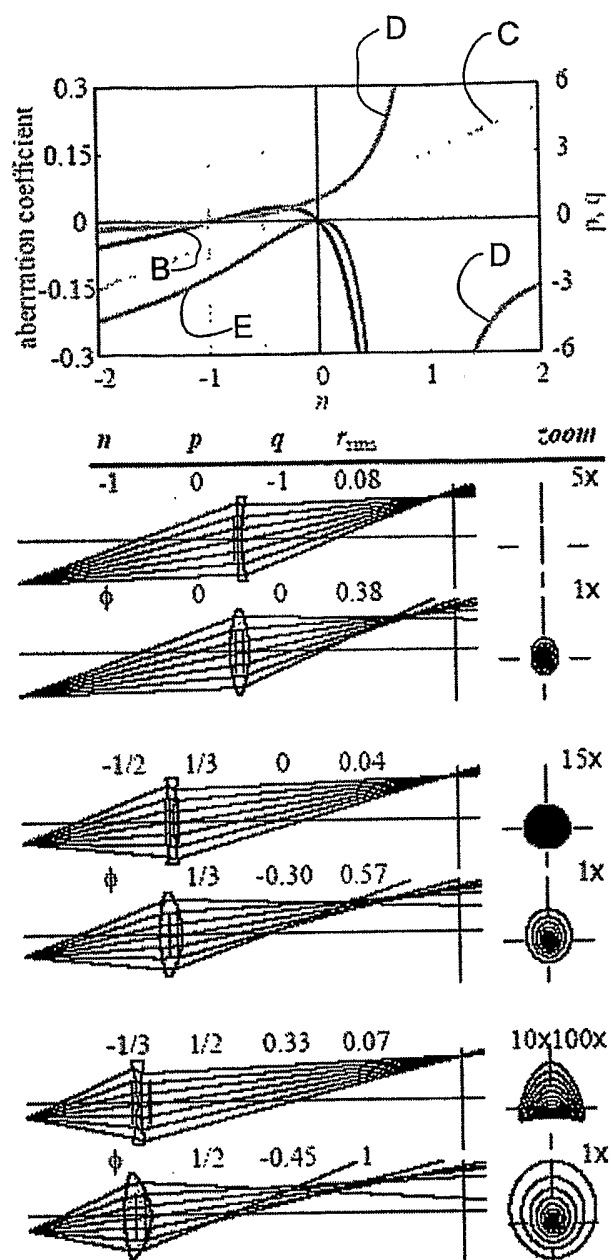 D
C
0.3
6
0.15
3
0
0
B
-0.15
-3
D
E
-0.3
-6
-2
-1
0
1
2
aberration coefficient
p, q
n
n p q r_rms zoom
-1 0 -1 0.08 5x
ϕ 0 0 0.38 1x
-1/2 1/3 0 0.04 15x
ϕ 1/3 -0.30 0.57 1x
-1/3 1/2 0.33 0.07 10x100x
ϕ 1/2 -0.45 1 1x